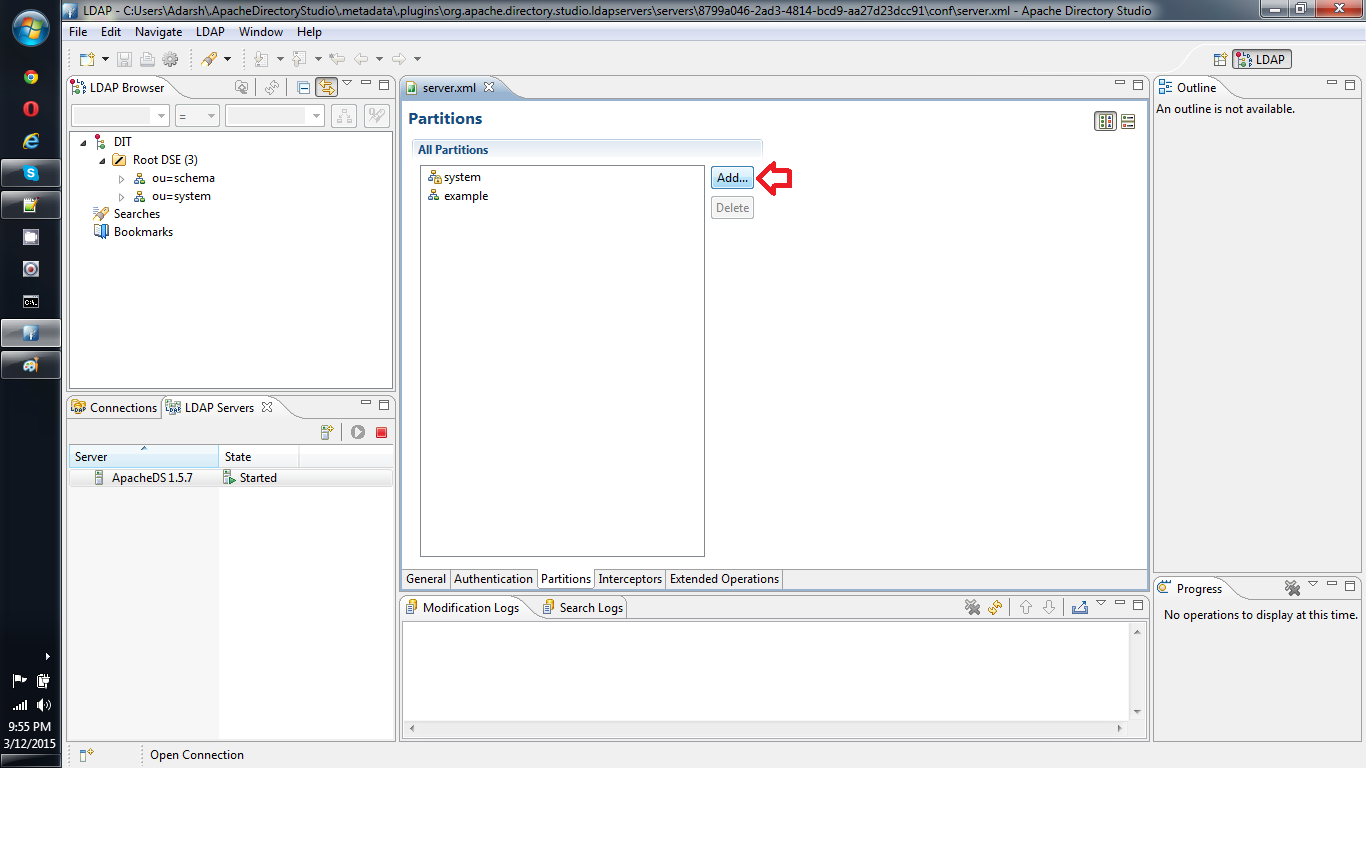 LDAP - C:\Users\Adarsh\.ApacheDirectoryStudio\.metadata\.plugins\org.apache.directory.studio.ldapservers\servers\8799a046-2ad3-4814-bcd9-aa27d23dcc91\conf\server.xml - Apache Directory Studio
File Edit Navigate LDAP Window Help
LDAP
LDAP Browser
=
DIT
Root DSE (3)
ou=schema
ou=system
Searches
Bookmarks
server.xml
Partitions
All Partitions
system
example
Add...
Delete
General Authentication Partitions Interceptors Extended Operations
Outline
An outline is not available.
Connections LDAP Servers
Server State
ApacheDS 1.5.7 Started
Modification Logs Search Logs
Progress
No operations to display at this time.
9:55 PM
3/12/2015
Open Connection